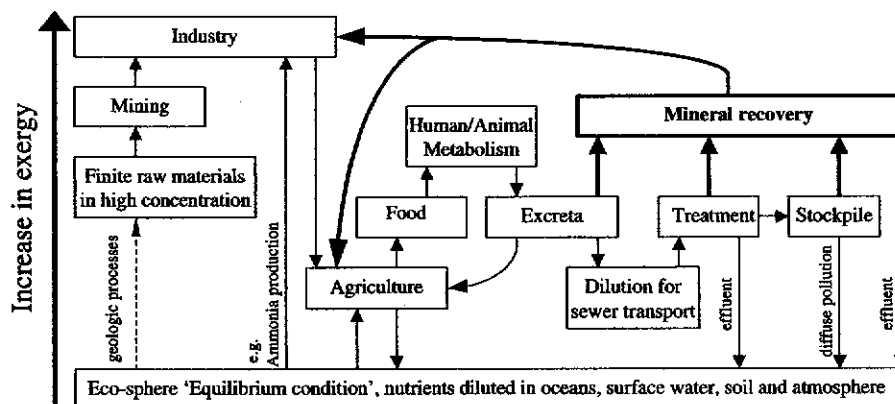 Increase in exergy
Industry
Mining
Finite raw materials
in high concentration
geologic processes
e.g.
Ammonia production
Human/Animal
Metabolism
Food
Excreta
Agriculture
Mineral recovery
Treatment
Stockpile
Dilution for
sewer transport
effluent
diffuse pollution
effluent
Eco-sphere 'Equilibrium condition', nutrients diluted in oceans, surface water, soil and atmosphere